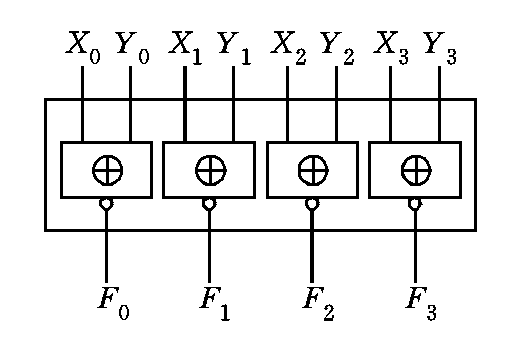 X₀ Y₀ X₁ Y₁ X₂ Y₂ X₃ Y₃
F₀ F₁ F₂ F₃